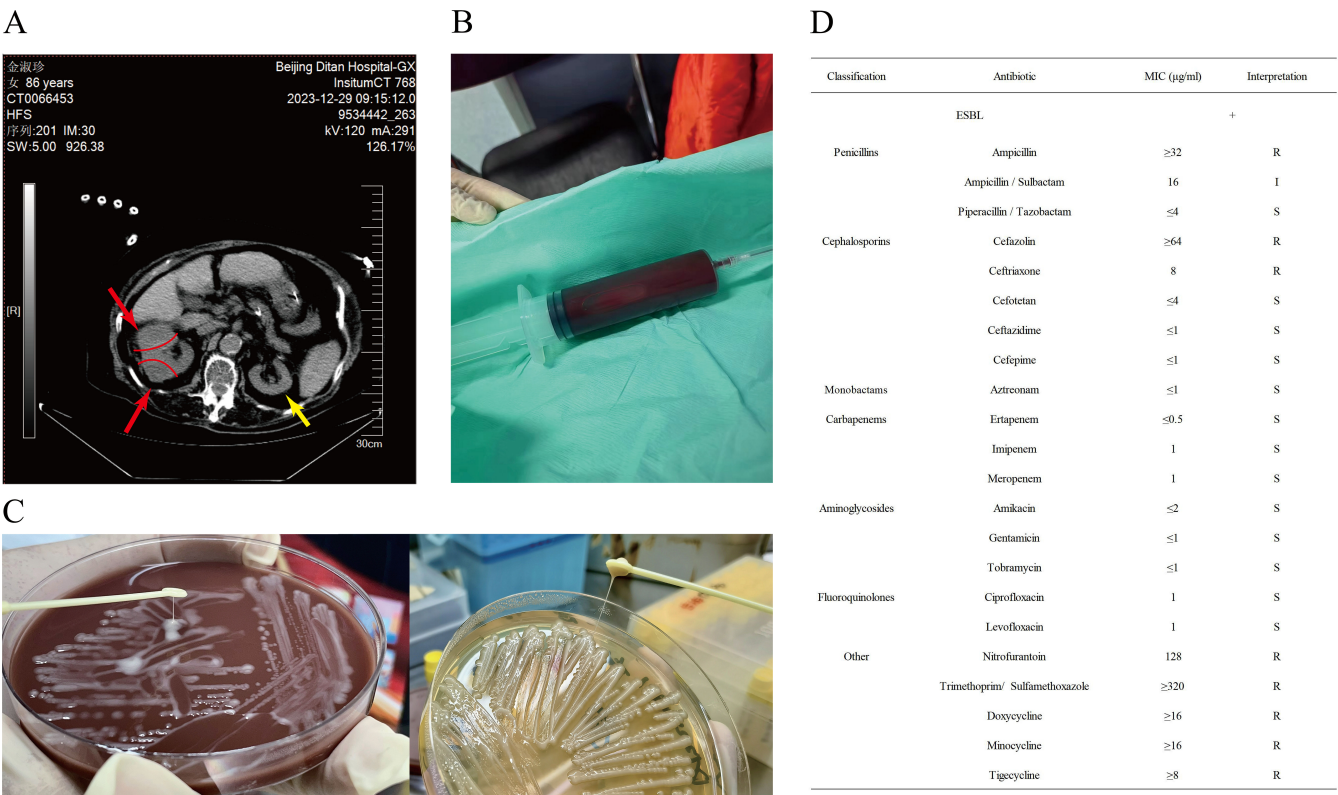 A
金淑珍
女 86 years
CT0066453
HFS
序列:201 IM:30
SW:5.00 926.38
Beijing Ditan Hospital-GX
InsitumCT 768
2023-12-29 09:15:12.0
9534442_263
kV:120 mA:291
126.17%
[R]
30cm
B
C
D
Classification Antibiotic MIC (μg/ml) Interpretation
ESBL +
Penicillins Ampicillin ≥32 R
Ampicillin / Sulbactam 16 I
Piperacillin / Tazobactam ≤4 S
Cephalosporins Cefazolin ≥64 R
Ceftriaxone 8 R
Cefotetan ≤4 S
Ceftazidime ≤1 S
Cefepime ≤1 S
Monobactams Aztreonam ≤1 S
Carbapenems Ertapenem ≤0.5 S
Imipenem 1 S
Meropenem 1 S
Aminoglycosides Amikacin ≤2 S
Gentamicin ≤1 S
Tobramycin ≤1 S
Fluoroquinolones Ciprofloxacin 1 S
Levofloxacin 1 S
Other Nitrofurantoin 128 R
Trimethoprim/ Sulfamethoxazole ≥320 R
Doxycycline ≥16 R
Minocycline ≥16 R
Tigecycline ≥8 R